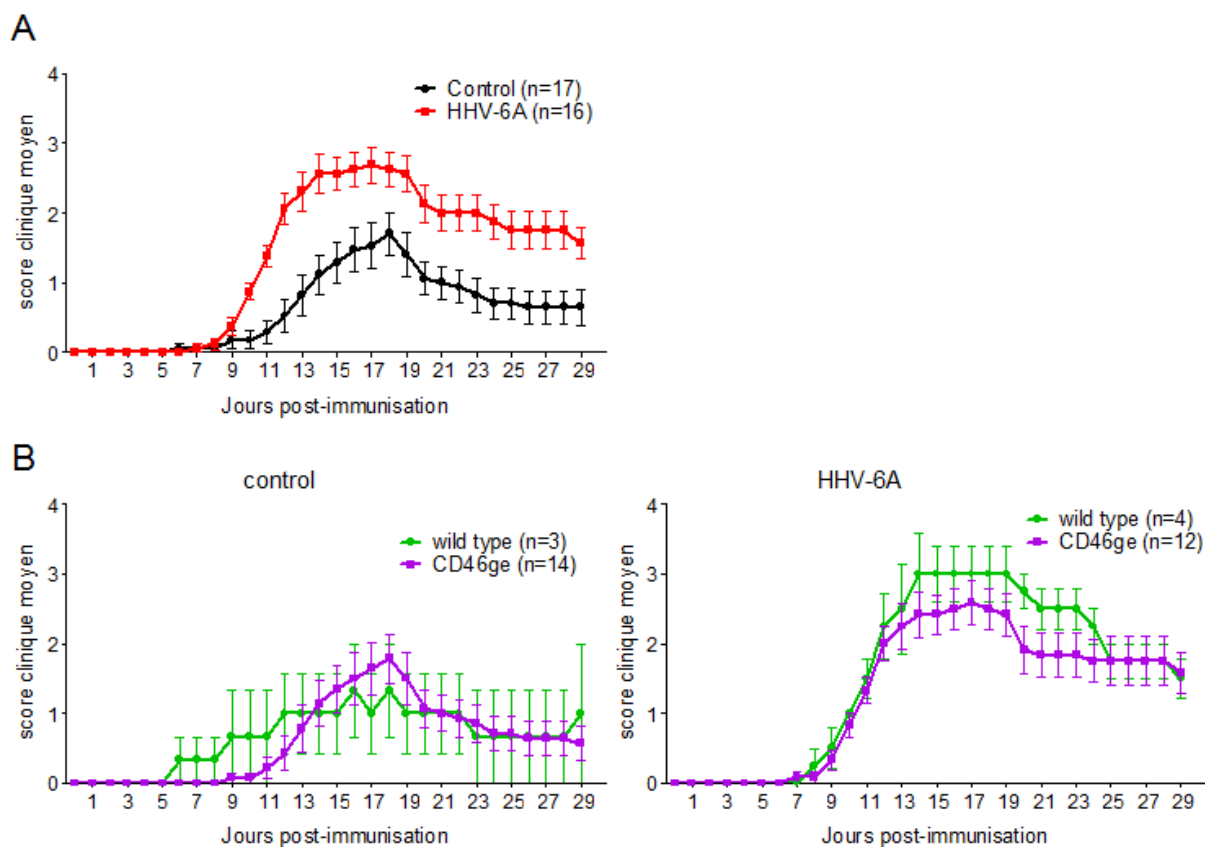 A
score clinique moyen
4
3
2
1
0
Control (n=17)
HHV-6A (n=16)
1 3 5 7 9 11 13 15 17 19 21 23 25 27 29
Jours post-immunisation
B
control
score clinique moyen
4
3
2
1
0
wild type (n=3)
CD46ge (n=14)
1 3 5 7 9 11 13 15 17 19 21 23 25 27 29
Jours post-immunisation
HHV-6A
score clinique moyen
4
3
2
1
0
wild type (n=4)
CD46ge (n=12)
1 3 5 7 9 11 13 15 17 19 21 23 25 27 29
Jours post-immunisation